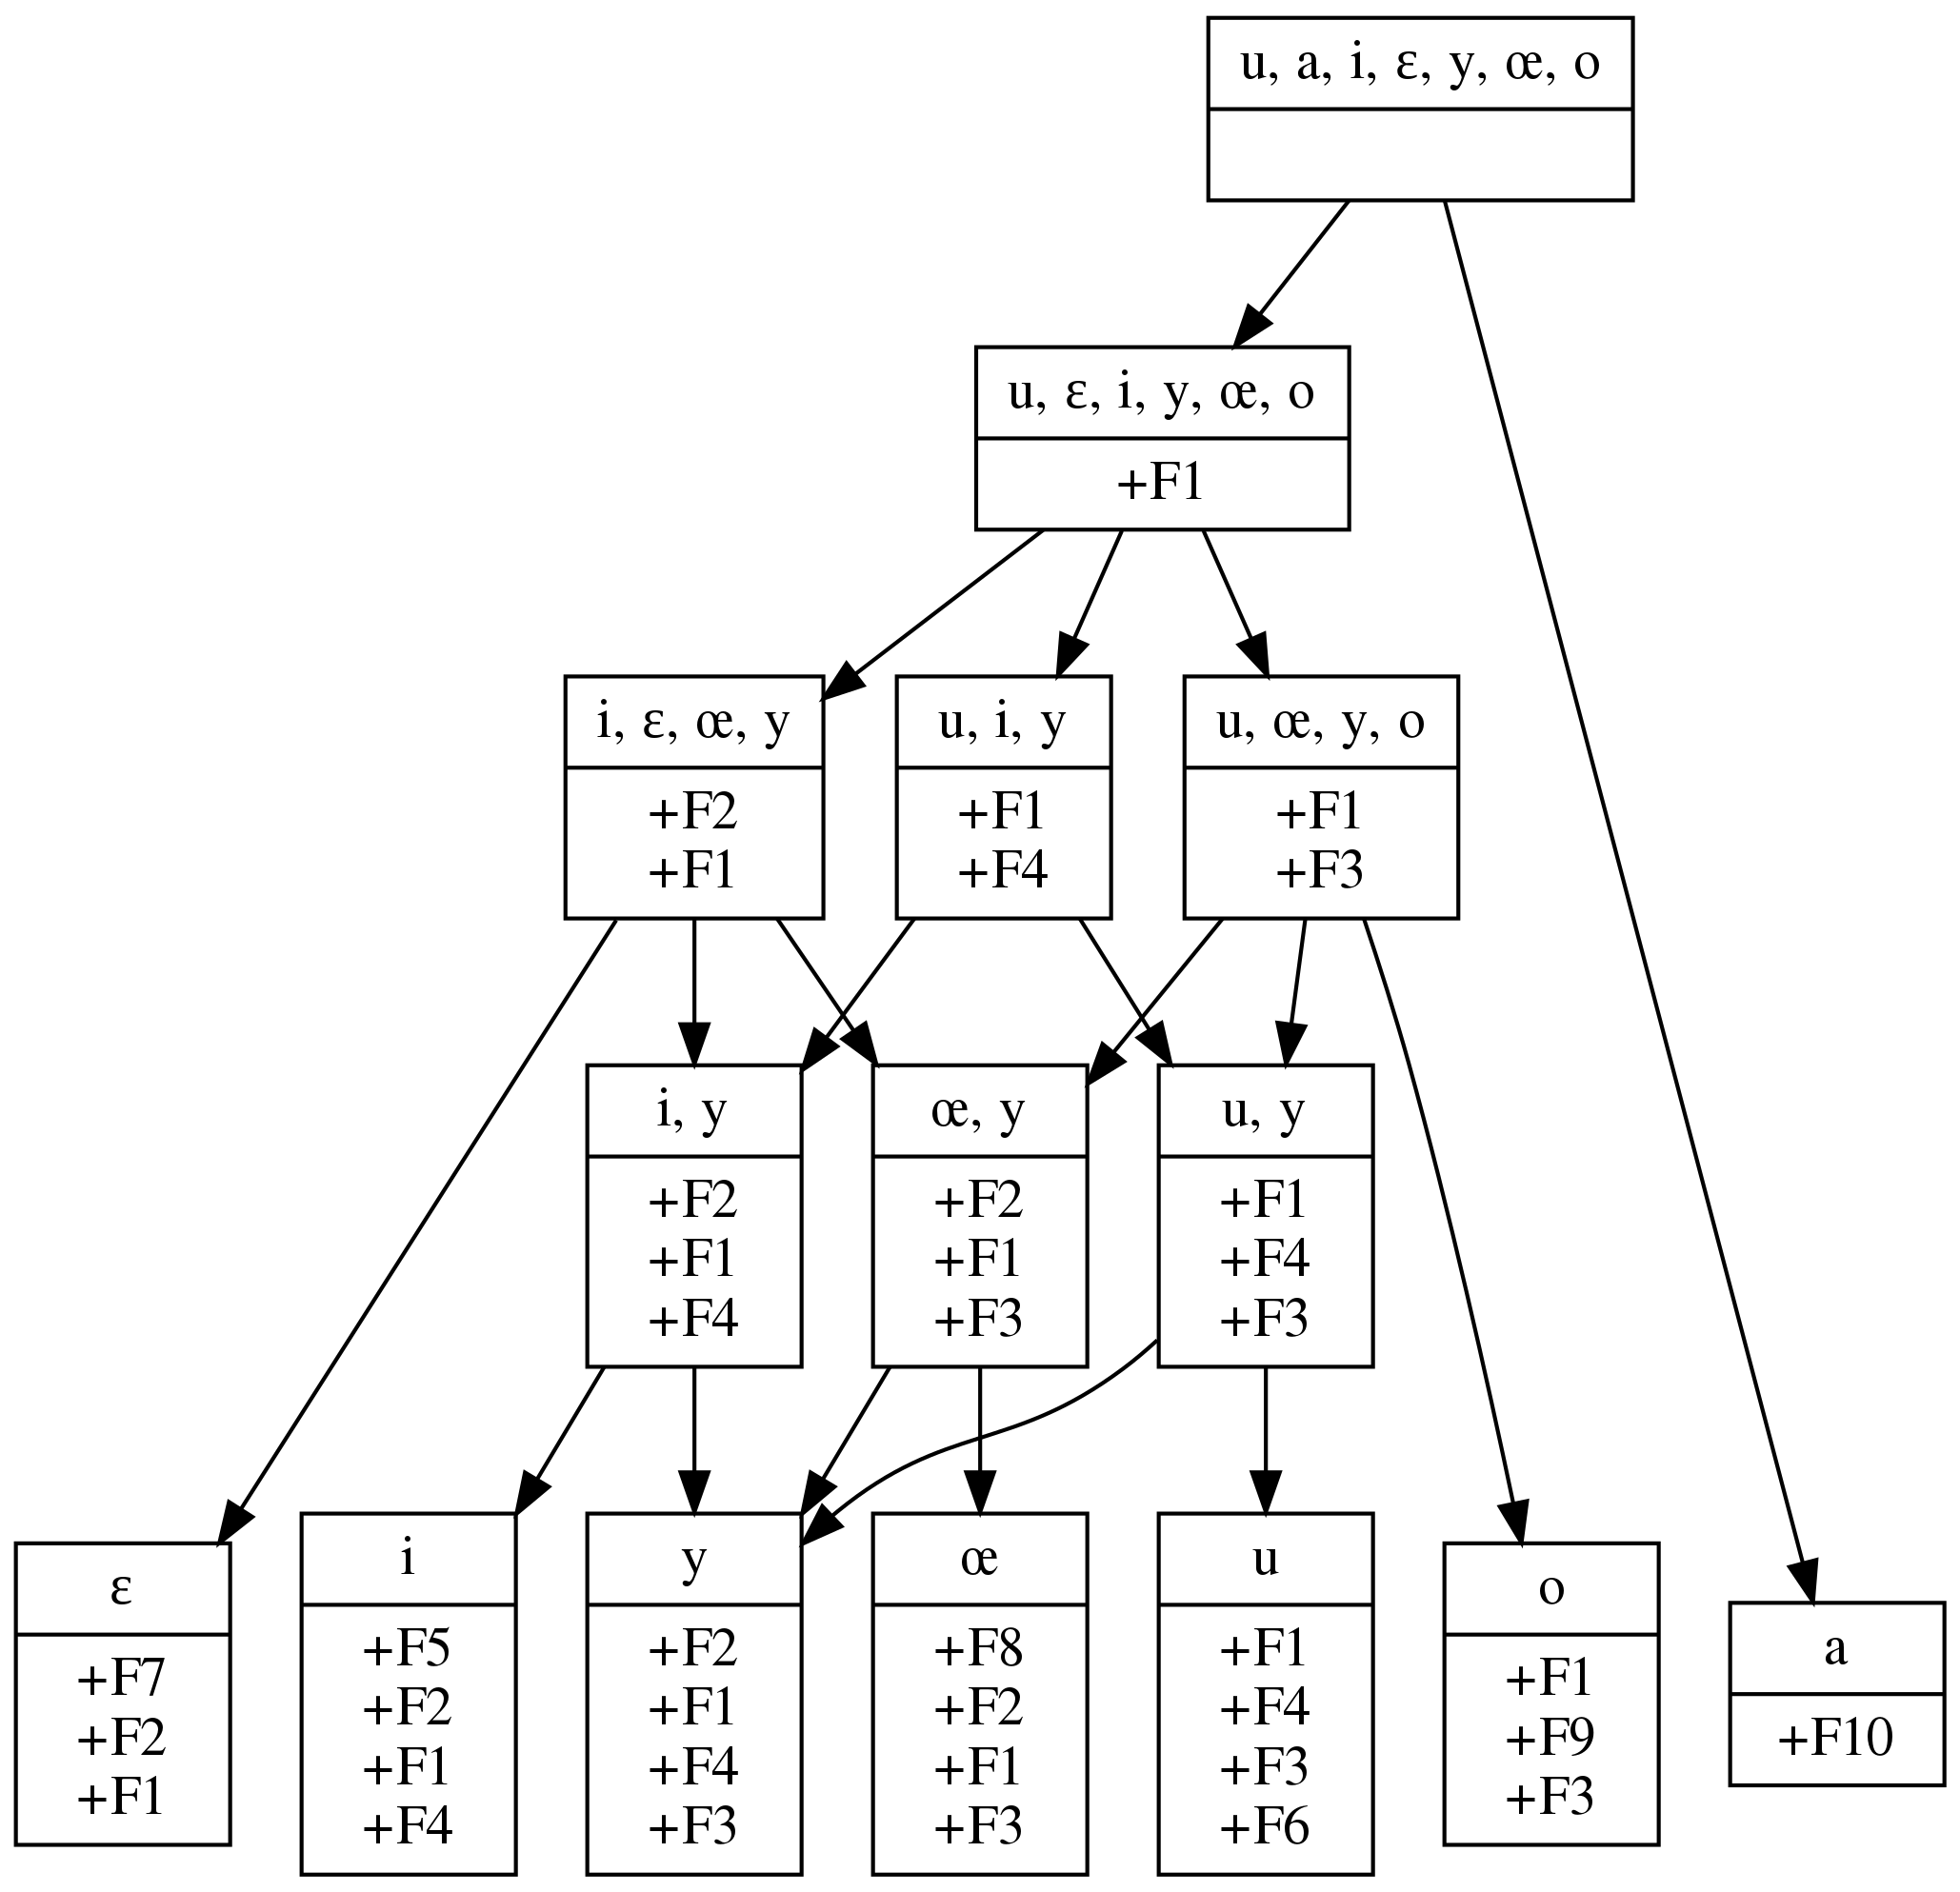 u, a, i, ε, y, œ, o
u, ε, i, y, œ, o
+F1
i, ε, œ, y
+F2
+F1
u, i, y
+F1
+F4
u, œ, y, o
+F1
+F3
i, y
+F2
+F1
+F4
œ, y
+F2
+F1
+F3
u, y
+F1
+F4
+F3
ε
+F7
+F2
+F1
i
+F5
+F2
+F1
+F4
y
+F2
+F1
+F4
+F3
œ
+F8
+F2
+F1
+F3
u
+F1
+F4
+F3
+F6
o
+F1
+F9
+F3
a
+F10